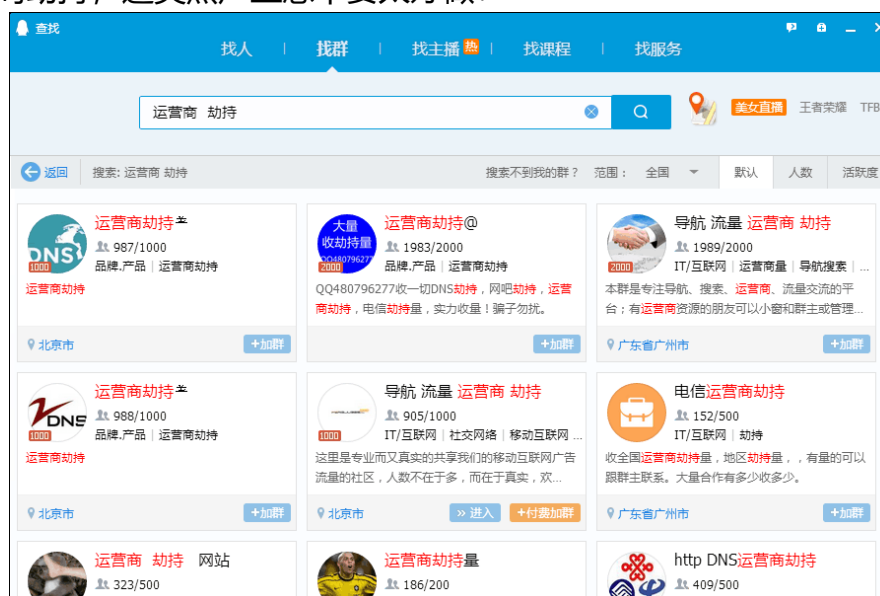 查找
找人
找群
找主播 热
找课程
找服务
运营商 劫持
美女直播
王者荣耀
TFB
返回
搜索: 运营商 劫持
搜索不到我的群？
范围：
全国
默认
人数
活跃度
DNS
1000
运营商劫持
987/1000
品牌.产品 | 运营商劫持
运营商劫持
北京市
+加群
大量
收劫持量
QQ480796277
2000
运营商劫持@
1983/2000
品牌.产品 | 运营商劫持
QQ480796277收一切DNS劫持，网吧劫持，运营
商劫持，电信劫持量，实力收量！骗子勿扰。
+加群
2000
导航 流量 运营商 劫持
1989/2000
IT/互联网 | 运营商量 | 导航搜索 | ...
本群是专注导航、搜索、运营商、流量交流的平
台；有运营商资源的朋友可以小窗和群主或管理...
广东省广州市
+加群
DNS
1000
运营商劫持
988/1000
品牌.产品 | 运营商劫持
运营商劫持
北京市
+加群
1000
导航 流量 运营商 劫持
905/1000
IT/互联网 | 社交网络 | 移动互联网 ...
这里是专业而又真实的共享我们的移动互联网广告
流量的社区，人数不在于多，而在于真实，欢...
北京市
» 进入
+付费加群
电信运营商劫持
152/500
IT/互联网 | 劫持
收全国运营商劫持量，地区劫持量，，有量的可以
跟群主联系。大量合作有多少收多少。
广东省广州市
+加群
运营商 劫持 网站
323/500
运营商劫持量
186/200
http DNS运营商劫持
409/500